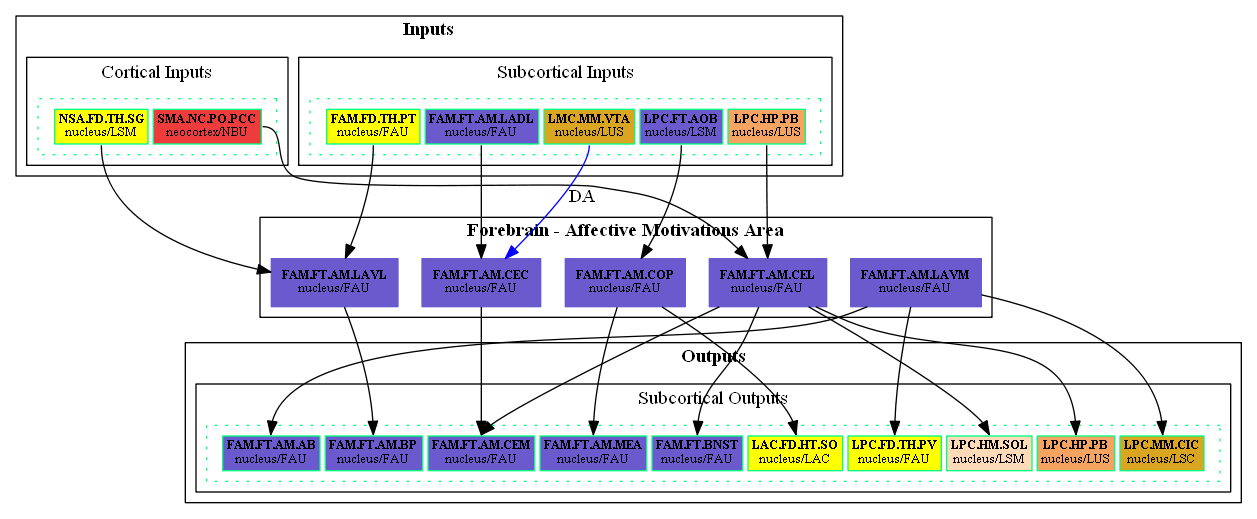 Inputs
Cortical Inputs
Subcortical Inputs
NSA.FD.TH.SG
nucleus/LSM
SMA.NC.PO.PCC
neocortex/NBU
FAM.FD.TH.PT
nucleus/FAU
FAM.FT.AM.LADL
nucleus/FAU
LMC.MM.VTA
nucleus/LUS
LPC.FT.AOB
nucleus/LSM
LPC.HP.PB
nucleus/LUS
DA
Forebrain - Affective Motivations Area
FAM.FT.AM.LAVL
nucleus/FAU
FAM.FT.AM.CEC
nucleus/FAU
FAM.FT.AM.COP
nucleus/FAU
FAM.FT.AM.CEL
nucleus/FAU
FAM.FT.AM.LAVM
nucleus/FAU
Outputs
Subcortical Outputs
FAM.FT.AM.AB
nucleus/FAU
FAM.FT.AM.BP
nucleus/FAU
FAM.FT.AM.CEM
nucleus/FAU
FAM.FT.AM.MEA
nucleus/FAU
FAM.FT.BNST
nucleus/FAU
LAC.FD.HT.SO
nucleus/LAC
LPC.FD.TH.PV
nucleus/FAU
LPC.HM.SOL
nucleus/LSM
LPC.HP.PB
nucleus/LUS
LPC.MM.CIC
nucleus/LSC